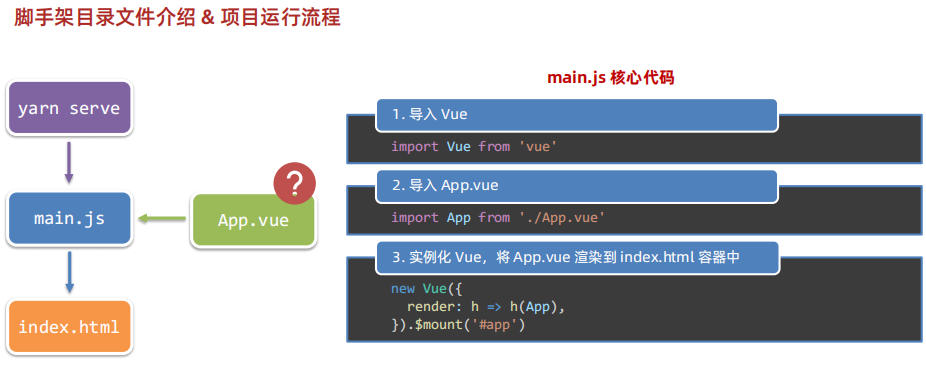 脚手架目录文件介绍 & 项目运行流程
yarn serve
main.js
App.vue
?
index.html
main.js 核心代码
1. 导入 Vue
import Vue from 'vue'
2. 导入 App.vue
import App from './App.vue'
3. 实例化 Vue，将 App.vue 渲染到 index.html 容器中
new Vue({
  render: h => h(App),
}).$mount('#app')